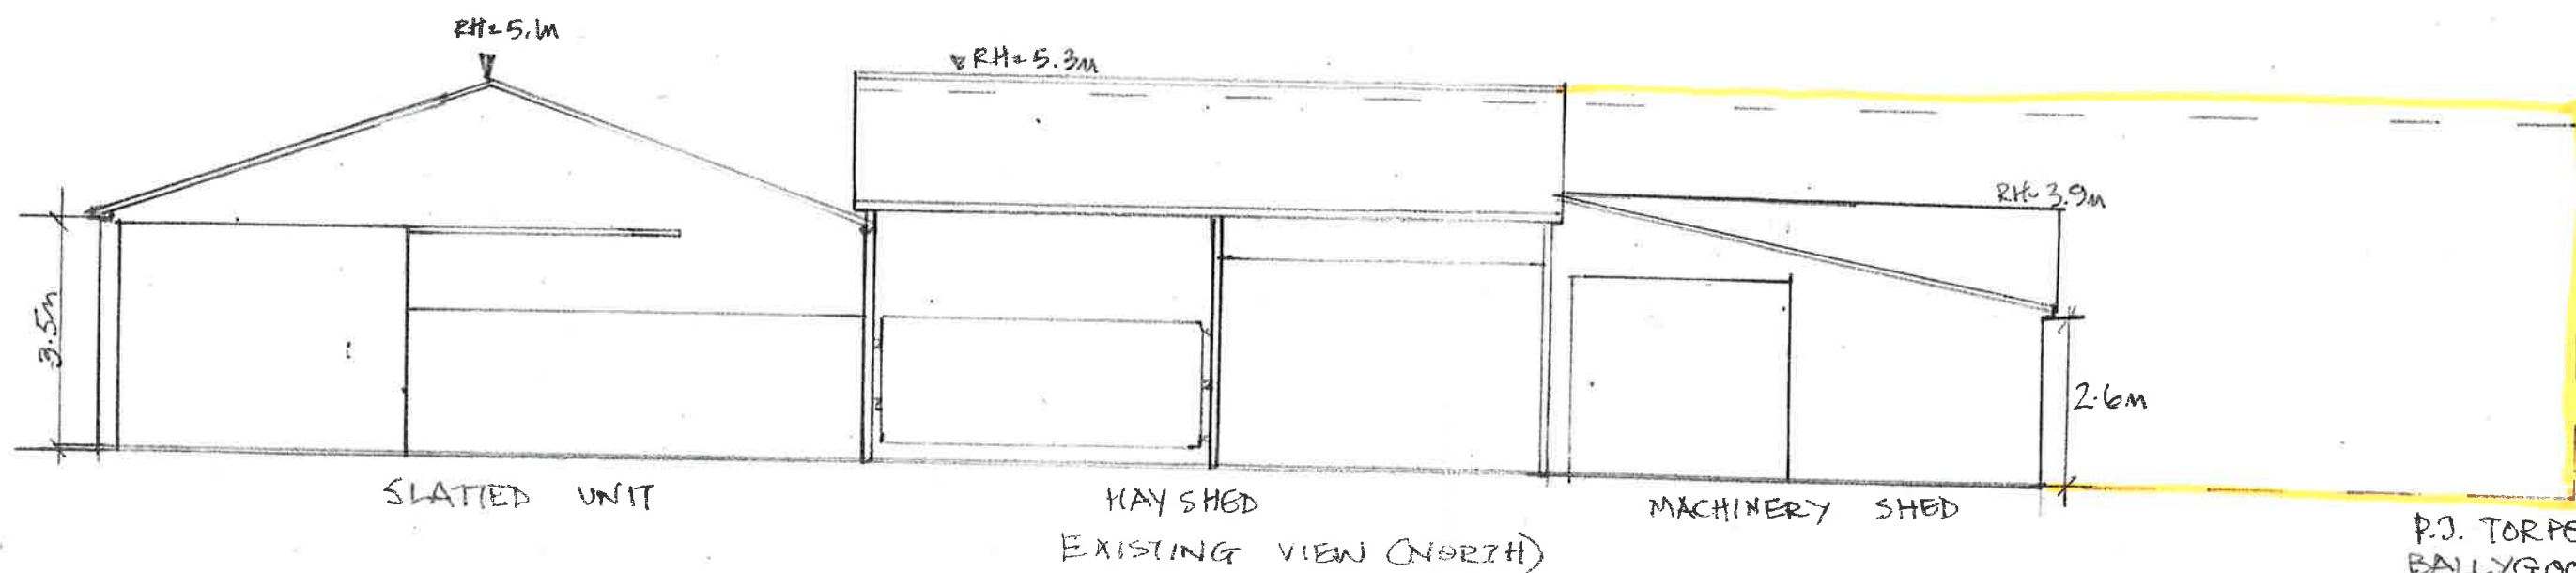 RH=5.1m
RH=5.3m
RH=3.9m
3.5m
2.6m
SLATTED UNIT
HAY SHED
MACHINERY SHED
EXISTING VIEW (NORTH)
P.J.